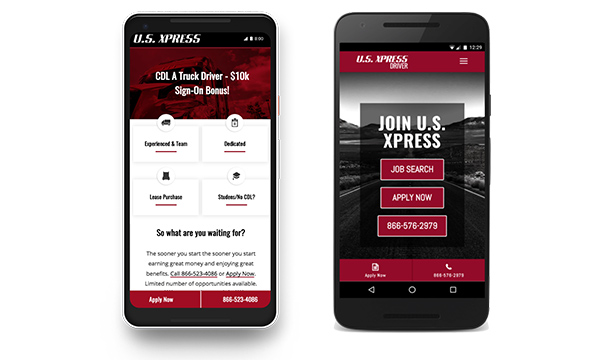 U.S. XPRESS
8:00
CDL A Truck Driver - $10k
Sign-On Bonus!
Experienced & Team
Dedicated
Lease Purchase
Student/No CDL?
So what are you waiting for?
The sooner you start the sooner you start
earning great money and enjoying great
benefits. Call 866-523-4086 or Apply Now.
Limited number of opportunities available.
Apply Now
866-523-4086
12:29
U.S. XPRESS
DRIVER
JOIN U.S.
XPRESS
JOB SEARCH
APPLY NOW
866-576-2979
Apply Now
866-576-2979